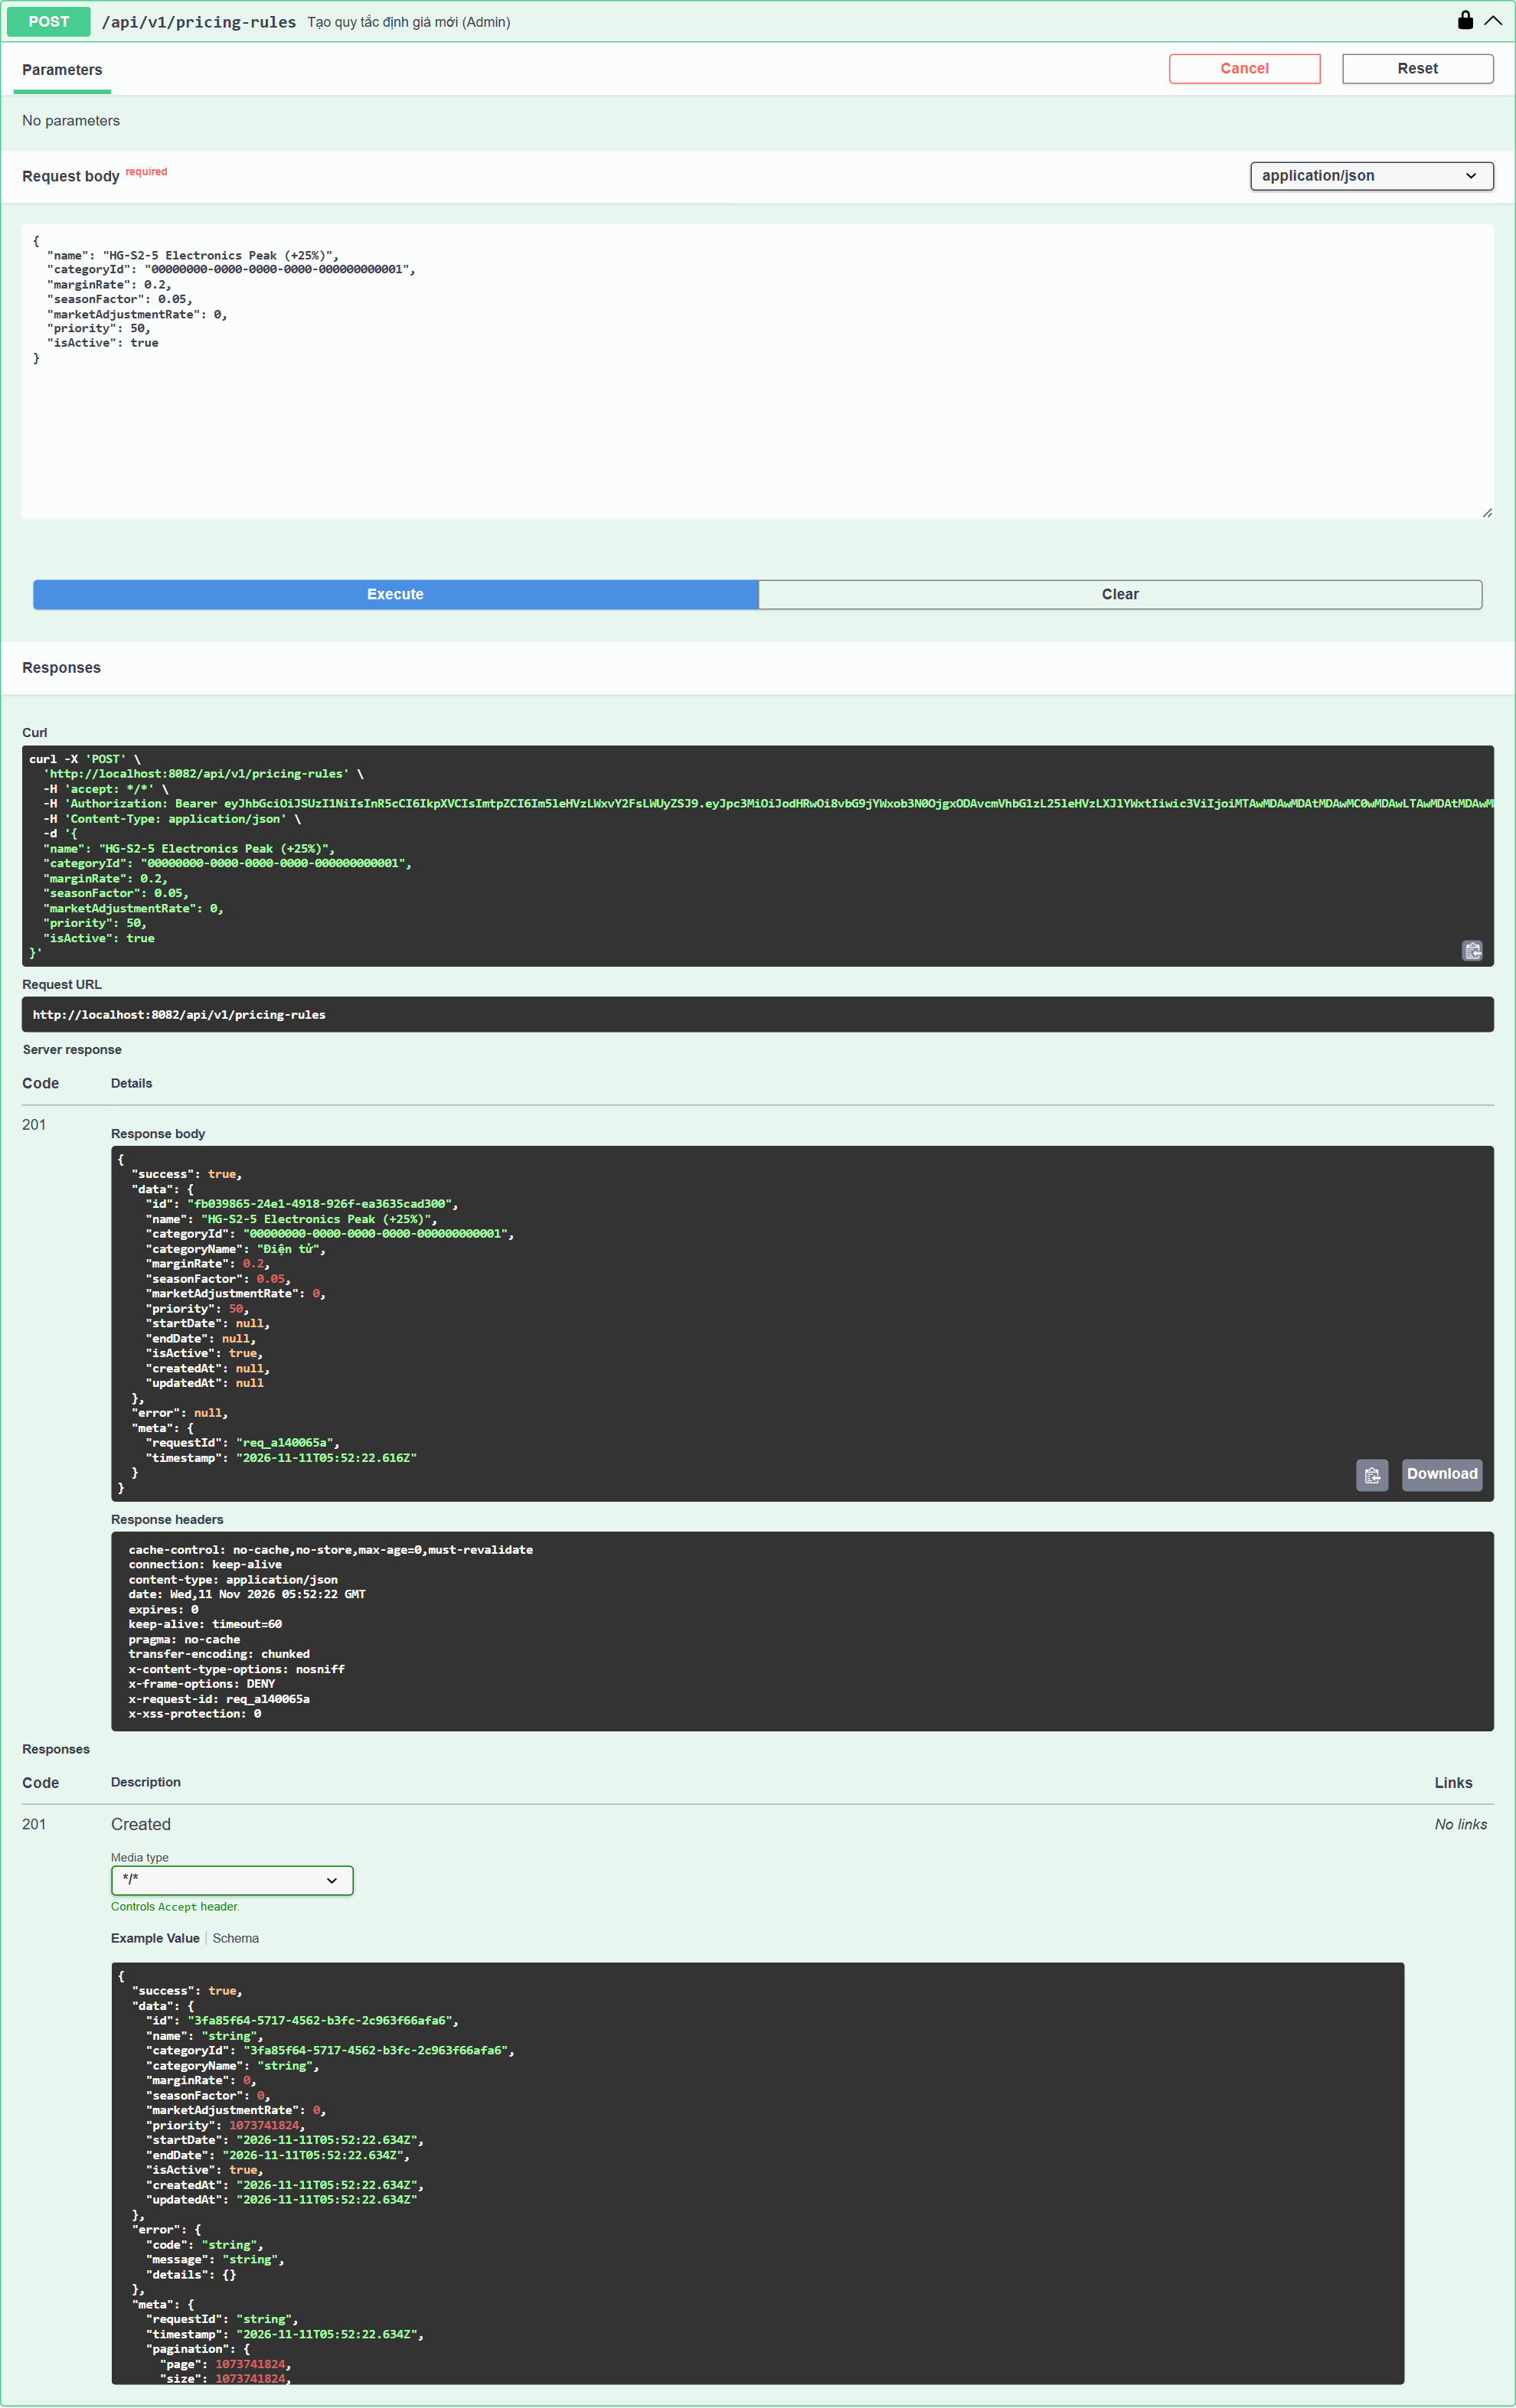 POST /api/v1/pricing-rules Tạo quy tắc định giá mới (Admin)
Parameters
Cancel
Reset
No parameters
Request body required
application/json
{
  "name": "HG-S2-5 Electronics Peak (+25%)",
  "categoryId": "00000000-0000-0000-0000-000000000001",
  "marginRate": 0.2,
  "seasonFactor": 0.05,
  "marketAdjustmentRate": 0,
  "priority": 50,
  "isActive": true
}
Execute
Clear
Responses
Curl
curl -X 'POST' \
  'http://localhost:8082/api/v1/pricing-rules' \
  -H 'accept: */*' \
  -H 'Authorization: Bearer
  -H 'Content-Type: application/json' \
  -d '{
  "name": "HG-S2-5 Electronics Peak (+25%)",
  "categoryId": "00000000-0000-0000-0000-000000000001",
  "marginRate": 0.2,
  "seasonFactor": 0.05,
  "marketAdjustmentRate": 0,
  "priority": 50,
  "isActive": true
}'
Request URL
http://localhost:8082/api/v1/pricing-rules
Server response
Code Details
201
Response body
{
  "success": true,
  "data": {
    "id": "fb039865-24e1-4918-926f-ea3635cad300",
    "name": "HG-S2-5 Electronics Peak (+25%)",
    "categoryId": "00000000-0000-0000-0000-000000000001",
    "categoryName": "Điện tử",
    "marginRate": 0.2,
    "seasonFactor": 0.05,
    "marketAdjustmentRate": 0,
    "priority": 50,
    "startDate": null,
    "endDate": null,
    "isActive": true,
    "createdAt": null,
    "updatedAt": null
  },
  "error": null,
  "meta": {
    "requestId": "req_a140065a",
    "timestamp": "2026-11-11T05:52:22.616Z"
  }
}
Download
Response headers
cache-control: no-cache,no-store,max-age=0,must-revalidate
connection: keep-alive
content-type: application/json
date: Wed,11 Nov 2026 05:52:22 GMT
expires: 0
keep-alive: timeout=60
pragma: no-cache
transfer-encoding: chunked
x-content-type-options: nosniff
x-frame-options: DENY
x-request-id: req_a140065a
x-xss-protection: 0
Responses
Code Description Links
201 Created No links
Media type
*/*
Controls Accept header.
Example Value Schema
{
  "success": true,
  "data": {
    "id": "3fa85f64-5717-4562-b3fc-2c963f66afa6",
    "name": "string",
    "categoryId": "3fa85f64-5717-4562-b3fc-2c963f66afa6",
    "categoryName": "string",
    "marginRate": 0,
    "seasonFactor": 0,
    "marketAdjustmentRate": 0,
    "priority": 1073741824,
    "startDate": "2026-11-11T05:52:22.634Z",
    "endDate": "2026-11-11T05:52:22.634Z",
    "isActive": true,
    "createdAt": "2026-11-11T05:52:22.634Z",
    "updatedAt": "2026-11-11T05:52:22.634Z"
  },
  "error": {
    "code": "string",
    "message": "string",
    "details": {}
  },
  "meta": {
    "requestId": "string",
    "timestamp": "2026-11-11T05:52:22.634Z",
    "pagination": {
      "page": 1073741824,
      "size": 1073741824,